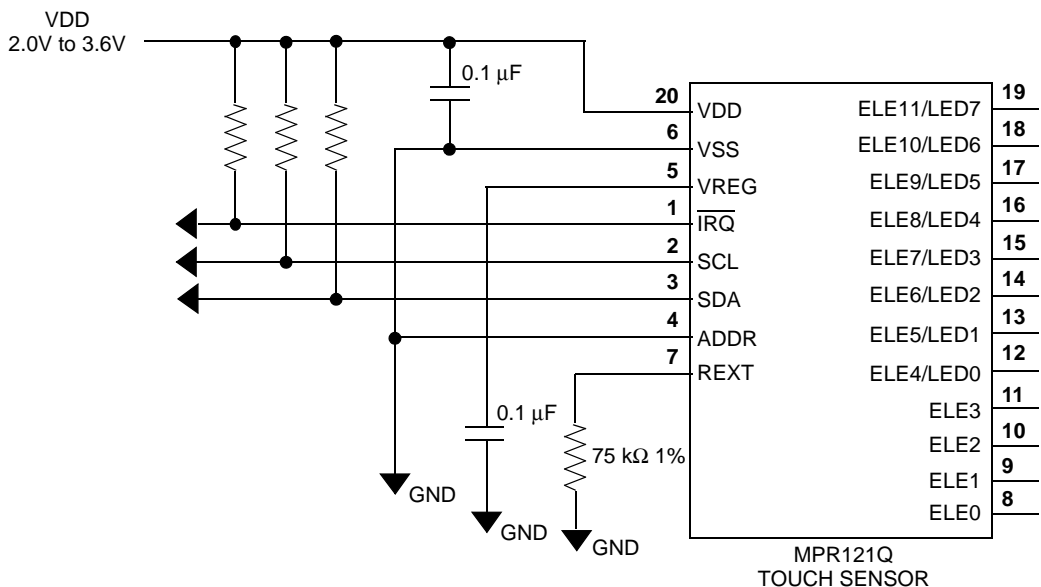 VDD
2.0V to 3.6V
0.1 μF
20
VDD
6
VSS
5
VREG
1
IRQ
2
SCL
3
SDA
4
ADDR
7
REXT
19
ELE11/LED7
18
ELE10/LED6
17
ELE9/LED5
16
ELE8/LED4
15
ELE7/LED3
14
ELE6/LED2
13
ELE5/LED1
12
ELE4/LED0
11
ELE3
10
ELE2
9
ELE1
8
ELE0
0.1 μF
75 kΩ 1%
GND
GND
GND
MPR121Q
TOUCH SENSOR